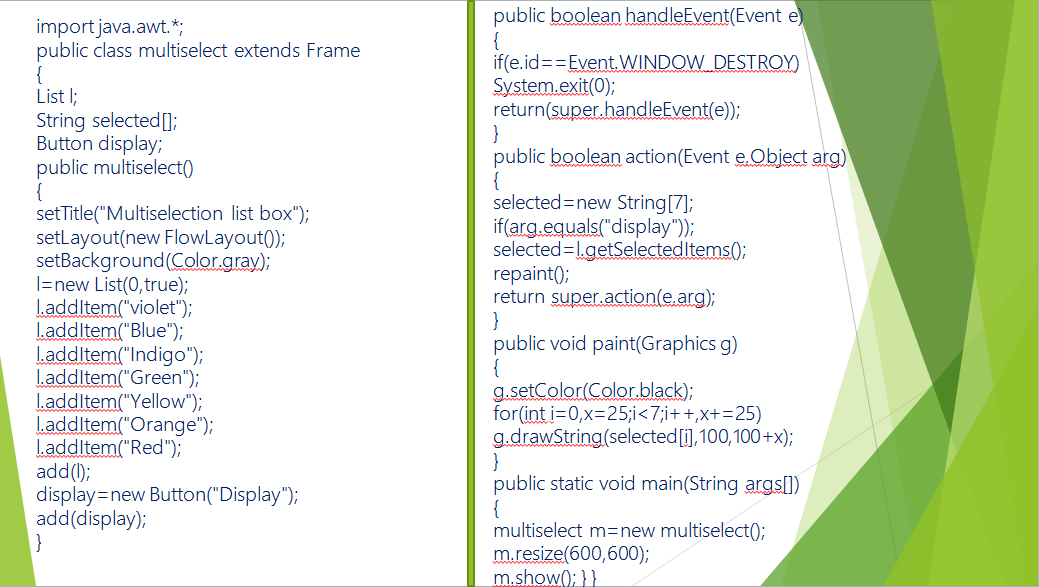 import java.awt.*;
public class multiselect extends Frame
{
List l;
String selected[];
Button display;
public multiselect()
{
setTitle("Multiselection list box");
setLayout(new FlowLayout());
setBackground(Color.gray);
l=new List(0,true);
l.addItem("violet");
l.addItem("Blue");
l.addItem("Indigo");
l.addItem("Green");
l.addItem("Yellow");
l.addItem("Orange");
l.addItem("Red");
add(l);
display=new Button("Display");
add(display);
}
public boolean handleEvent(Event e)
{
if(e.id==Event.WINDOW_DESTROY)
System.exit(0);
return(super.handleEvent(e));
}
public boolean action(Event e,Object arg)
{
selected=new String[7];
if(arg.equals("display"));
selected=l.getSelectedItems();
repaint();
return super.action(e.arg);
}
public void paint(Graphics g)
{
g.setColor(Color.black);
for(int i=0,x=25;i<7;i++,x+=25)
g.drawString(selected[i],100,100+x);
}
public static void main(String args[])
{
multiselect m=new multiselect();
m.resize(600,600);
m.show(); } }